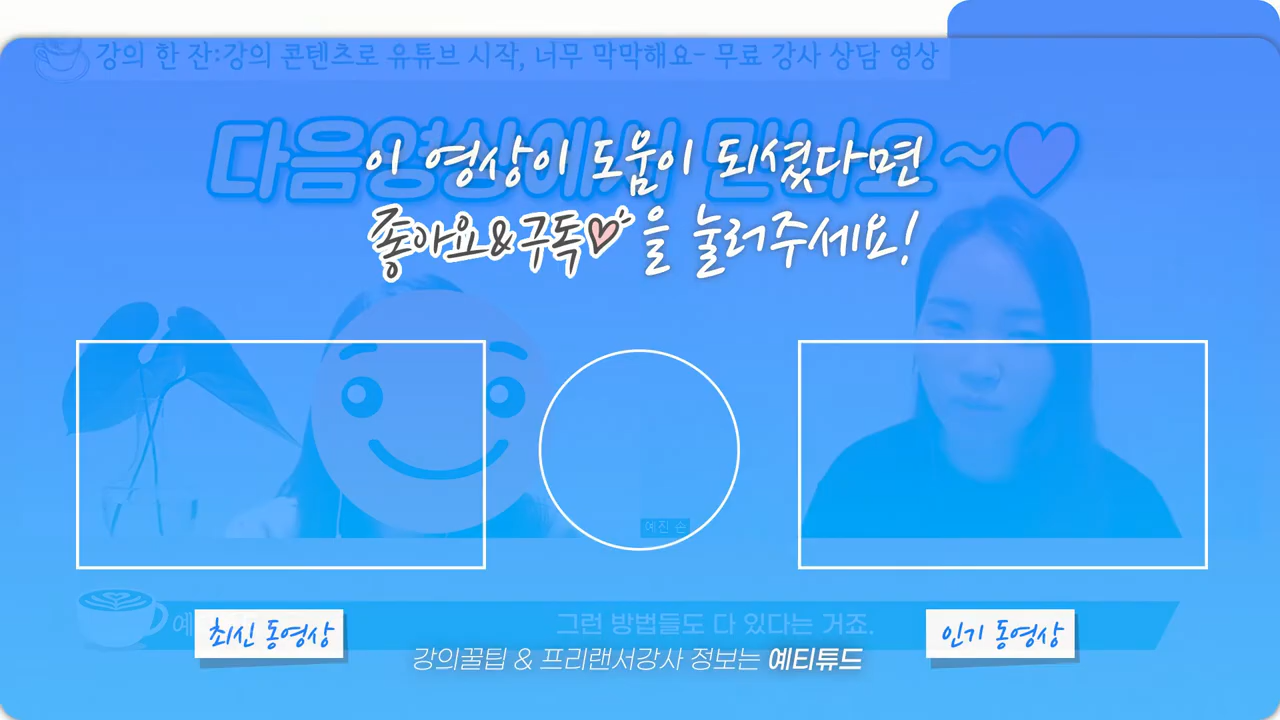 강의 한 잔:강의 콘텐츠로 유튜브 시작, 너무 막막해요- 무료 강사 상담 영상
다음영상에서 만나요~
이 영상이 도움이 되셨다면
좋아요&구독 을 눌러주세요!
예진 손
예
그런 방법들도 다 있다는 거죠.
최신 동영상
인기 동영상
강의꿀팁 & 프리랜서강사 정보는 예티튜드